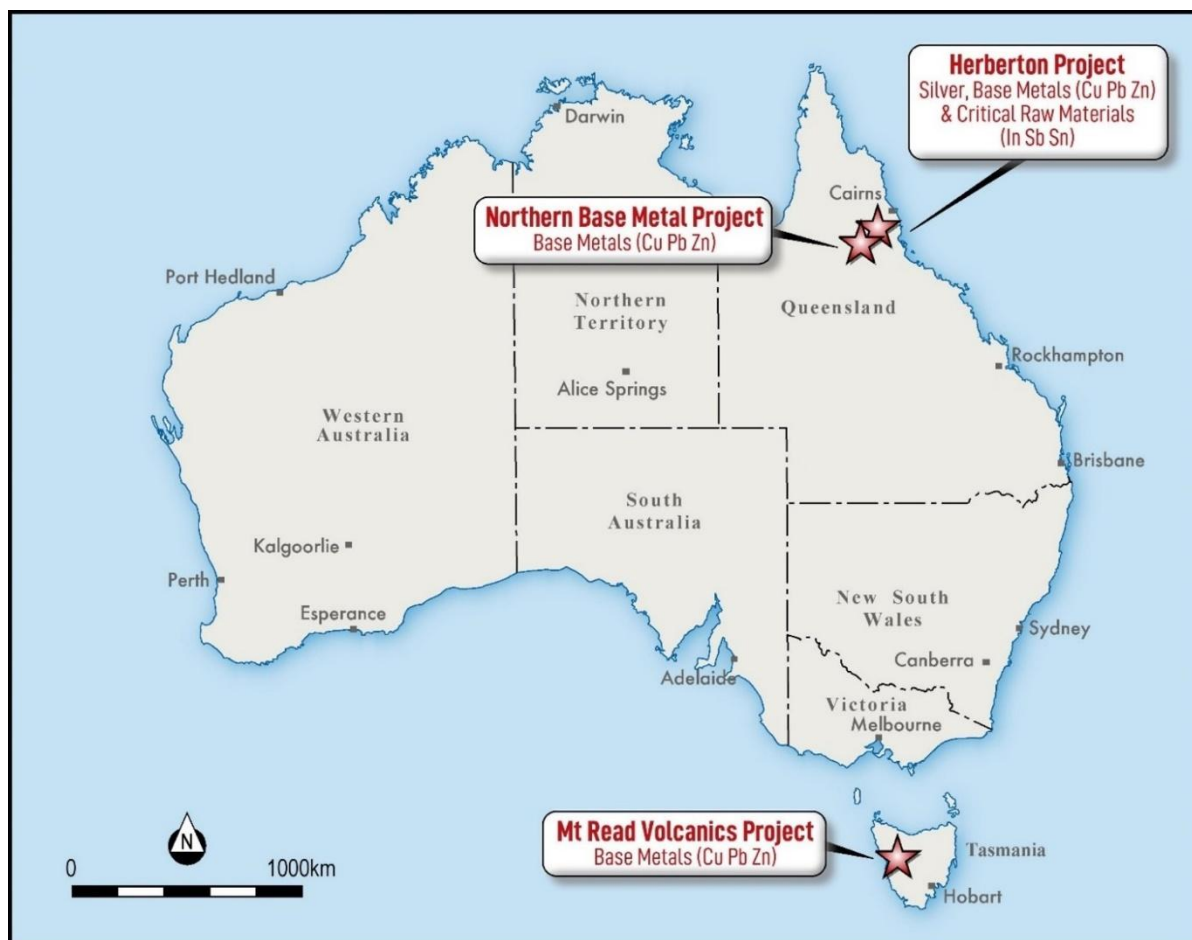 Herberton Project
Silver, Base Metals (Cu Pb Zn)
& Critical Raw Materials
(In Sb Sn)
Darwin
Cairns
Northern Base Metal Project
Base Metals (Cu Pb Zn)
Port Hedland
Northern
Territory
Queensland
Rockhampton
Alice Springs
Western
Australia
Brisbane
South
Australia
Kalgoorlie
Perth
Esperance
New South
Wales
Sydney
Canberra
Adelaide
Victoria
Melbourne
Mt Read Volcanics Project
Base Metals (Cu Pb Zn)
Tasmania
Hobart
N
0 1000km